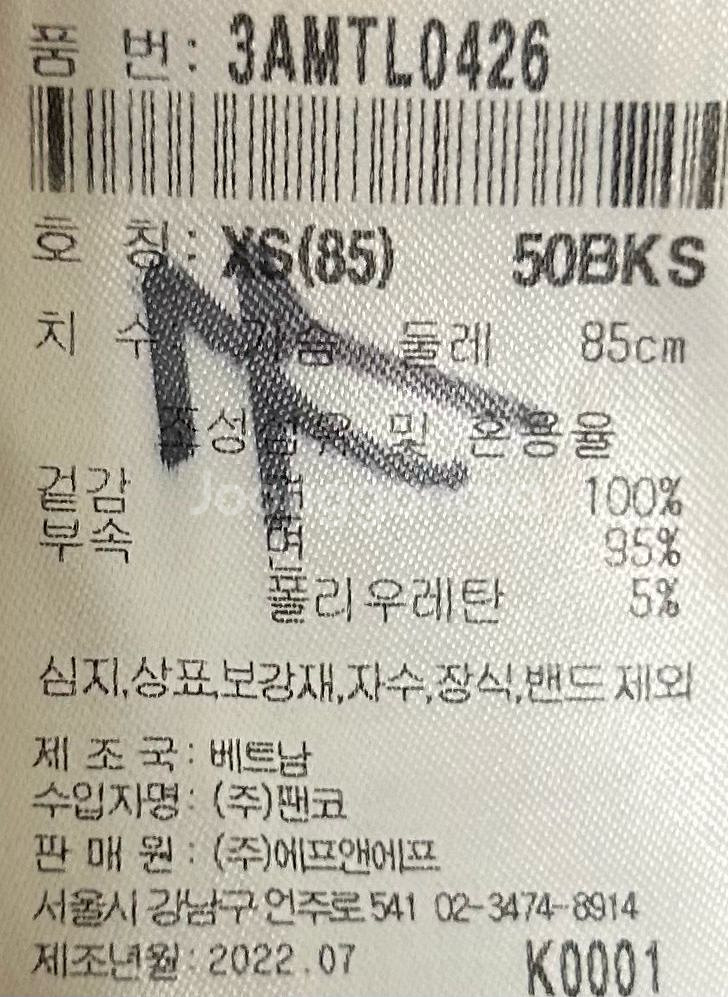 품 번: 3AMTL0426
호 칭: XS(85) 50BKS
치 수: 가슴 둘레 85cm
조성섬유 및 혼용율
겉감 면 100%
부속 면 95%
폴리우레탄 5%
심지,상표,보강재,자수,장식,밴드 제외
제 조 국: 베트남
수입자명: (주)팬코
판 매 원: (주)에프앤에프
서울시 강남구 언주로 541 02-3474-8914
제조년월: 2022.07 K0001